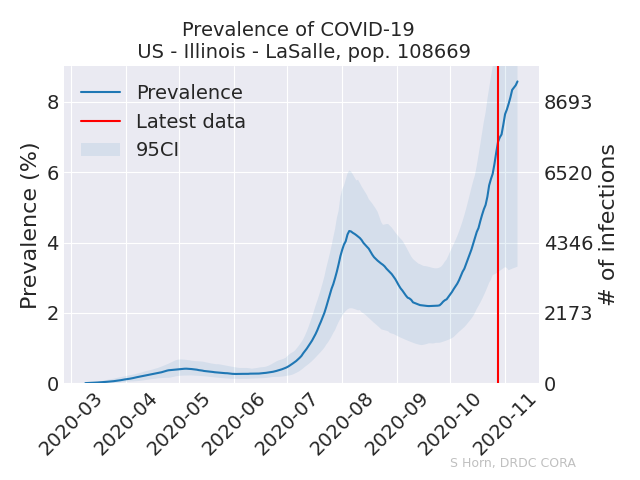 Prevalence of COVID-19
US - Illinois - LaSalle, pop. 108669
Prevalence
Latest data
95CI
Prevalence (%)
8
6
4
2
0
8693
6520
4346
2173
0
# of infections
2020-03
2020-04
2020-05
2020-06
2020-07
2020-08
2020-09
2020-10
2020-11
S Horn, DRDC CORA